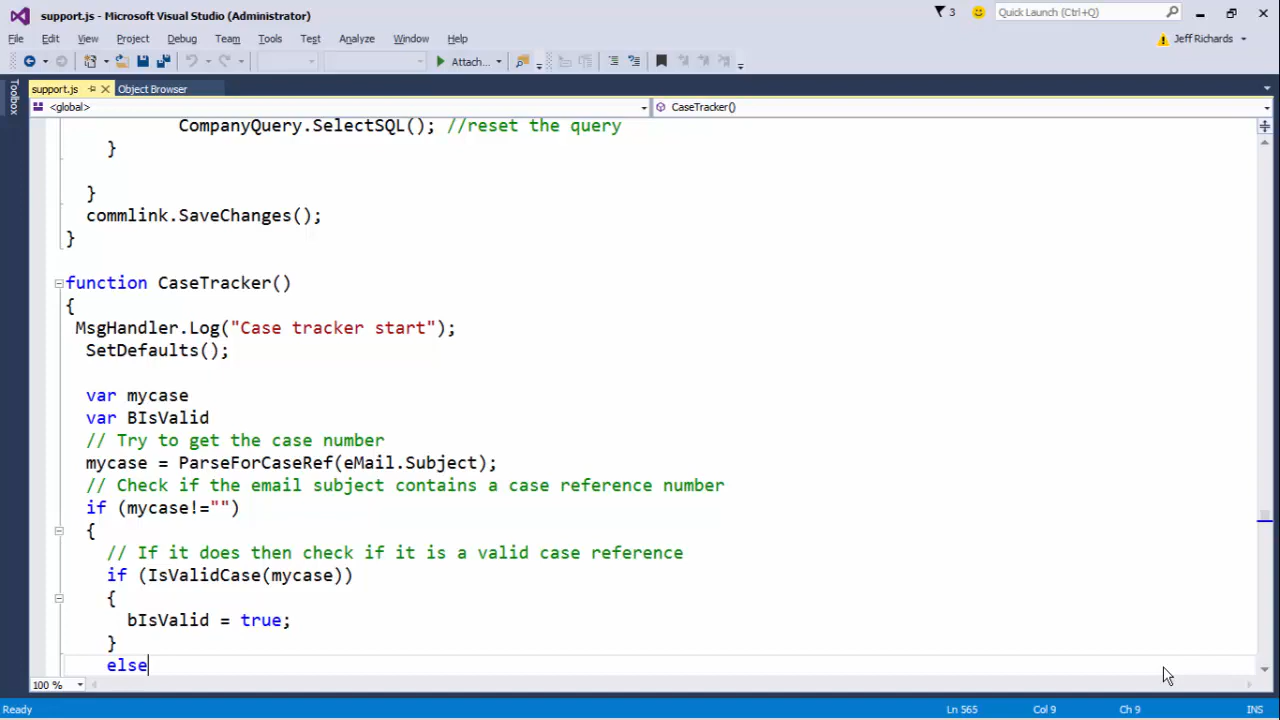 support.js - Microsoft Visual Studio (Administrator)
3
Quick Launch (Ctrl+Q)
File Edit View Project Debug Team Tools Test Analyze Window Help
Jeff Richards
Attach...
Toolbox
support.js
Object Browser
<global>
CaseTracker()
CompanyQuery.SelectSQL(); //reset the query
}
}
commlink.SaveChanges();
}
function CaseTracker()
{
MsgHandler.Log("Case tracker start");
SetDefaults();
var mycase
var BIsValid
// Try to get the case number
mycase = ParseForCaseRef(eMail.Subject);
// Check if the email subject contains a case reference number
if (mycase!="")
{
// If it does then check if it is a valid case reference
if (IsValidCase(mycase))
{
bIsValid = true;
}
else
100 %
Ready
Ln 565
Col 9
Ch 9
INS